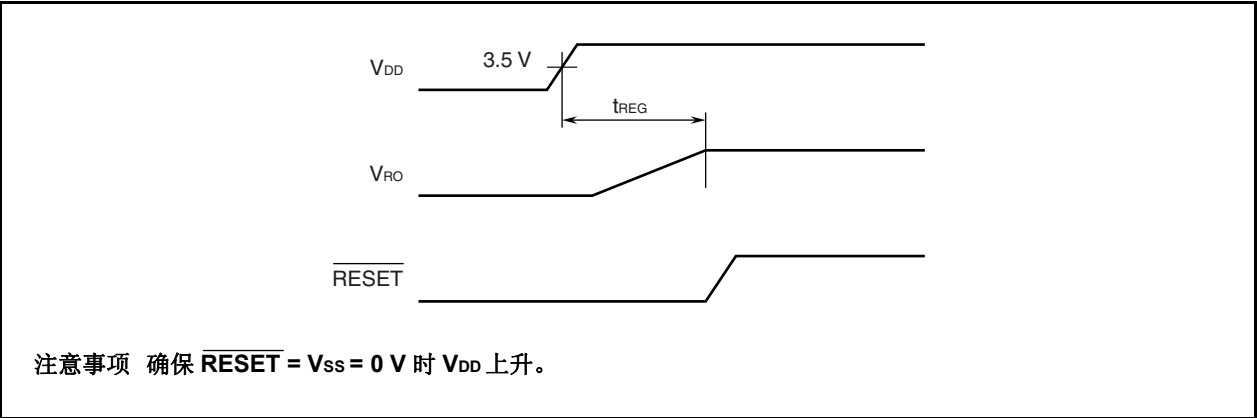 VDD
3.5 V
tREG
VRO
RESET
注意事项 确保 RESET = VSS = 0 V 时 VDD 上升。